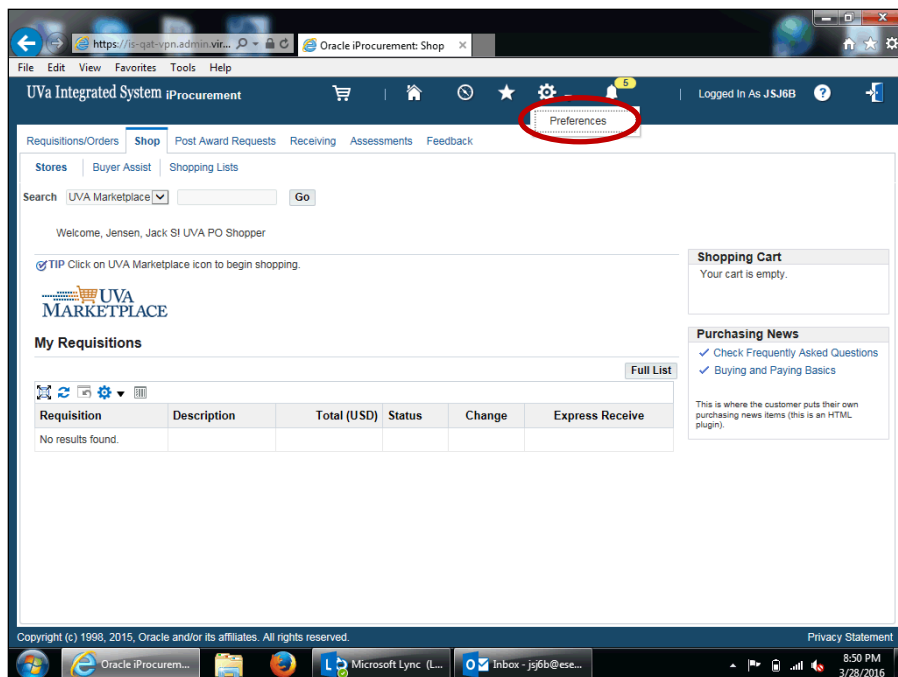 https://is-qat-vpn.admin.vir... Oracle iProcurement: Shop
File Edit View Favorites Tools Help
UVa Integrated System iProcurement 5 Logged In As JSJ6B ?
Preferences
Requisitions/Orders Shop Post Award Requests Receiving Assessments Feedback
Stores Buyer Assist Shopping Lists
Search UVA Marketplace Go
Welcome, Jensen, Jack S! UVA PO Shopper
TIP Click on UVA Marketplace icon to begin shopping.
UVA
MARKETPLACE
My Requisitions
Full List
Requisition Description Total (USD) Status Change Express Receive
No results found.
Shopping Cart
Your cart is empty.
Purchasing News
Check Frequently Asked Questions
Buying and Paying Basics
This is where the customer puts their own
purchasing news items (this is an HTML
plugin).
Copyright (c) 1998, 2015, Oracle and/or its affiliates. All rights reserved. Privacy Statement
Oracle iProcurem... Microsoft Lync (L... Inbox - jsj6b@ese... 8:50 PM
3/28/2016